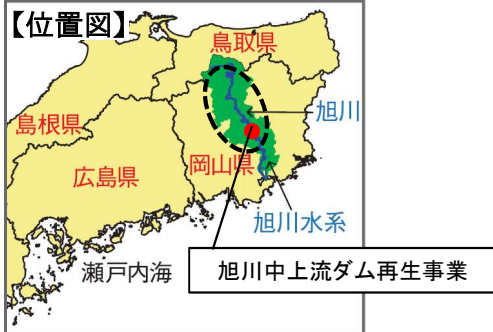 【位置図】
鳥取県
旭川
島根県
岡山県
広島県
旭川水系
瀬戸内海
旭川中上流ダム再生事業